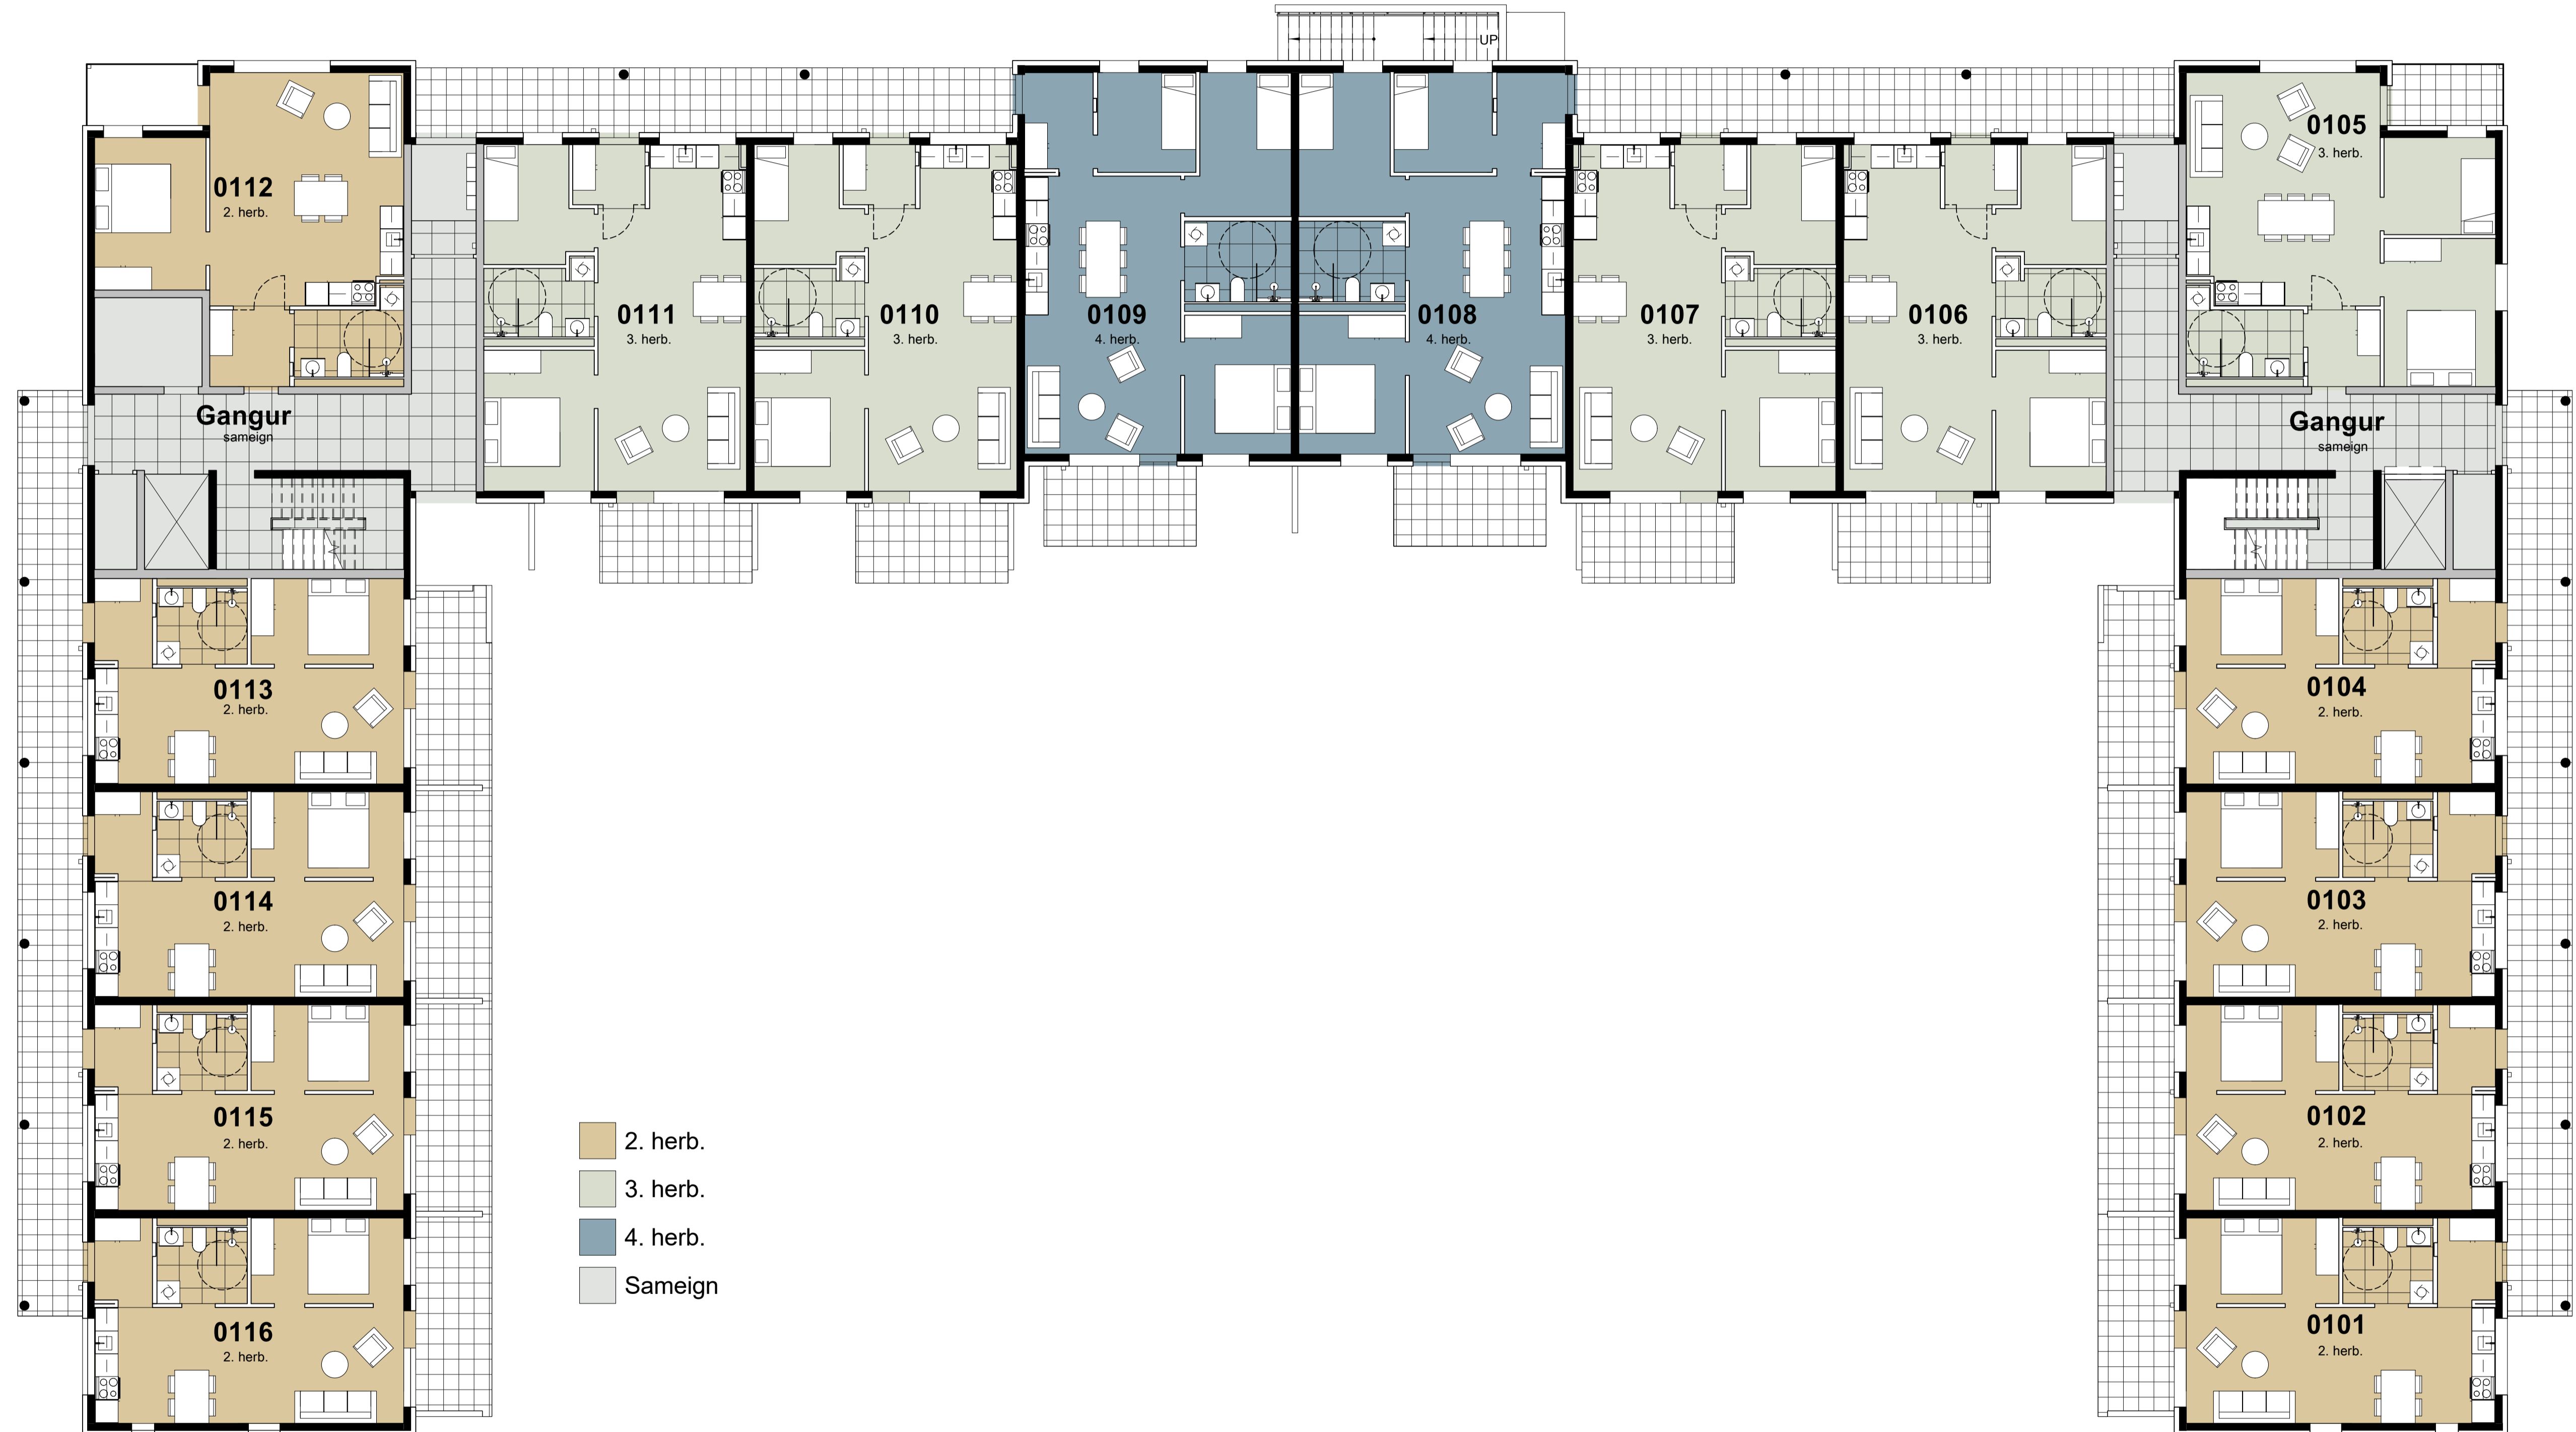 UP
0112
2. herb.
0111
3. herb.
0110
3. herb.
0109
4. herb.
0108
4. herb.
0107
3. herb.
0106
3. herb.
0105
3. herb.
Gangur
sameign
Gangur
sameign
0113
2. herb.
0114
2. herb.
0115
2. herb.
0116
2. herb.
2. herb.
3. herb.
4. herb.
Sameign
0104
2. herb.
0103
2. herb.
0102
2. herb.
0101
2. herb.